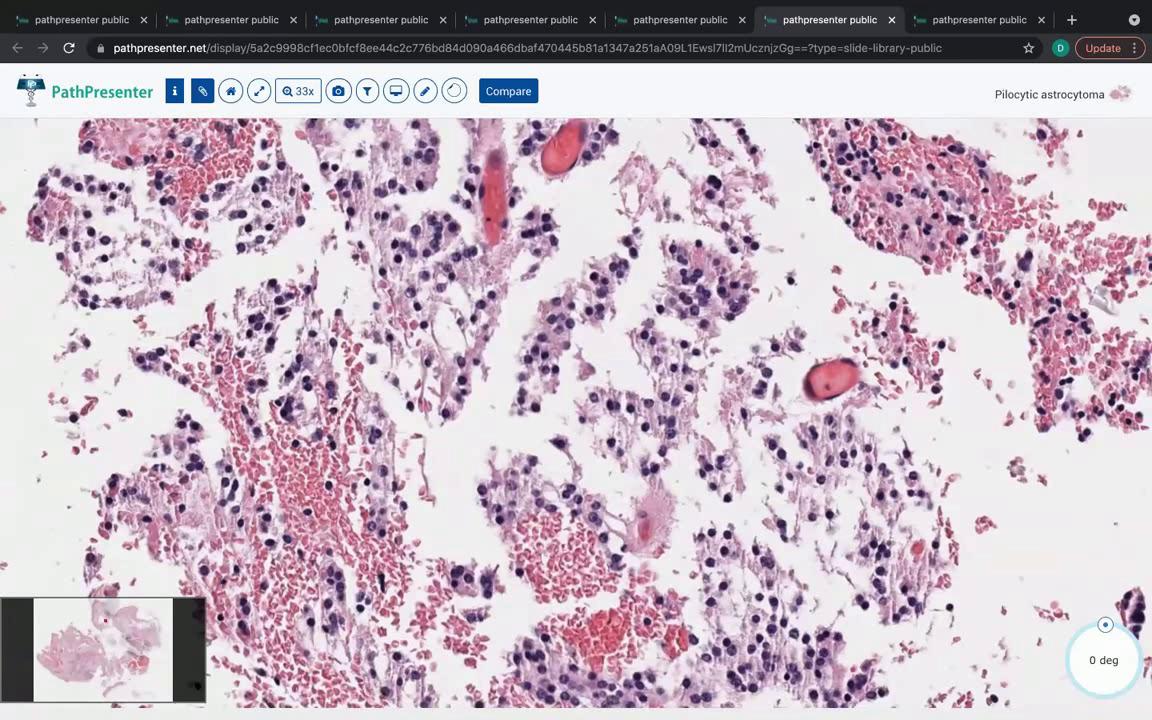 pathpresenter public pathpresenter public pathpresenter public pathpresenter public pathpresenter public pathpresenter public pathpresenter public
pathpresenter.net/display/5a2c9998cf1ec0bfcf8ee44c2c776bd84d090a466dbaf470445b81a1347a251aA09L1Ewsl7lI2mUcznjzGg==?type=slide-library-public D Update
PathPresenter 33x Compare Pilocytic astrocytoma
0 deg